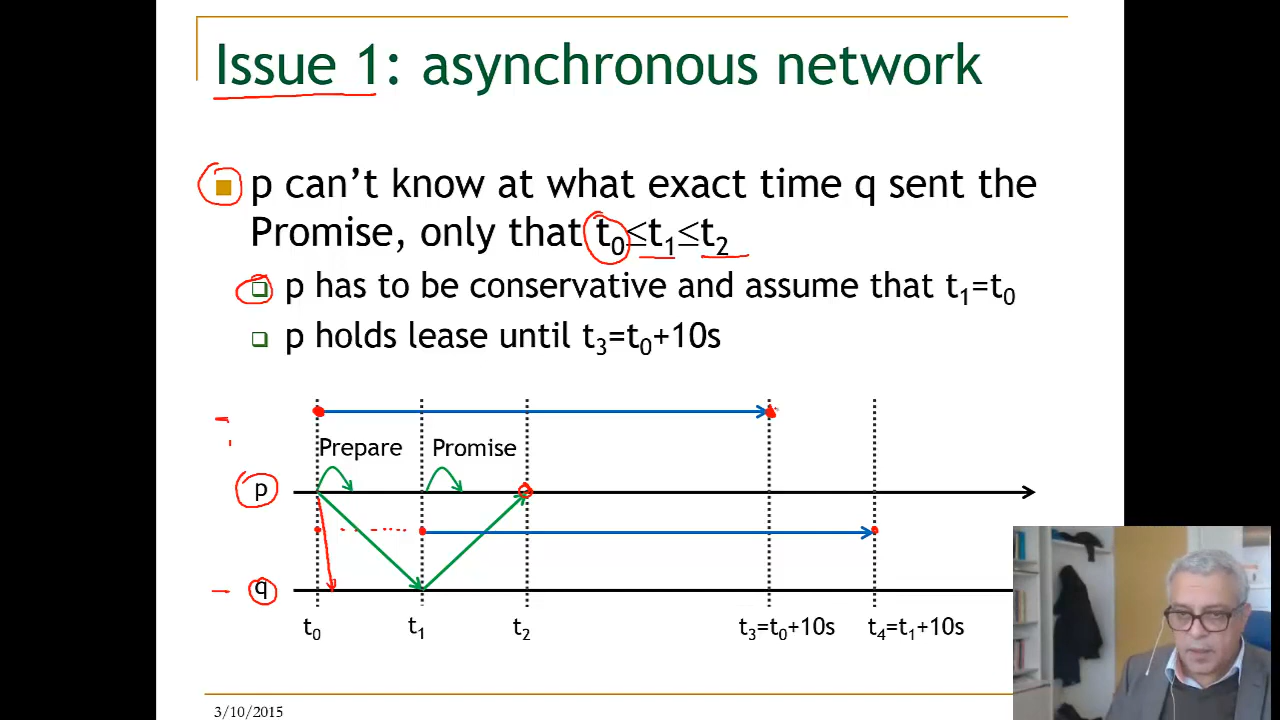 Issue 1: asynchronous network
p can't know at what exact time q sent the
Promise, only that t₀≤t₁≤t₂
p has to be conservative and assume that t₁=t₀
p holds lease until t₃=t₀+10s
Prepare Promise
p
q
t₀ t₁ t₂ t₃=t₀+10s t₄=t₁+10s
3/10/2015